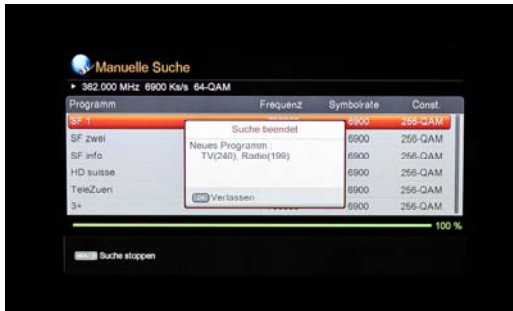 Manuelle Suche
362.000 MHz 6900 Ks/s 64-QAM
Programm Frequenz Symbolrate Const.
SF 1 6900 256-QAM
SF zwei 6900 256-QAM
SF info 6900 256-QAM
HD suisse 6900 256-QAM
TeleZueri 6900 256-QAM
3+ 6900 256-QAM
Suche beendet
Neues Programm :
TV(240), Radio(199)
OK Verlassen
100 %
Suche stoppen